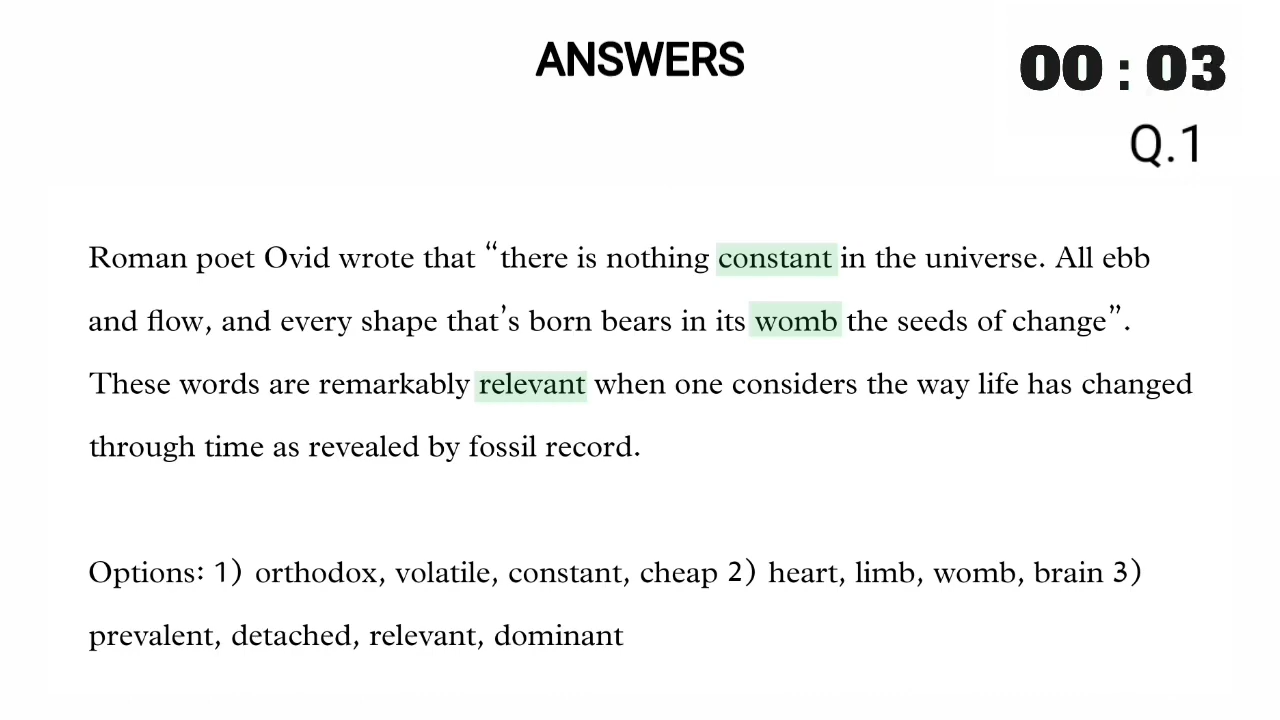 ANSWERS
00 : 03
Q.1
Roman poet Ovid wrote that “there is nothing constant in the universe. All ebb
and flow, and every shape that’s born bears in its womb the seeds of change”.
These words are remarkably relevant when one considers the way life has changed
through time as revealed by fossil record.
Options: 1) orthodox, volatile, constant, cheap 2) heart, limb, womb, brain 3)
prevalent, detached, relevant, dominant